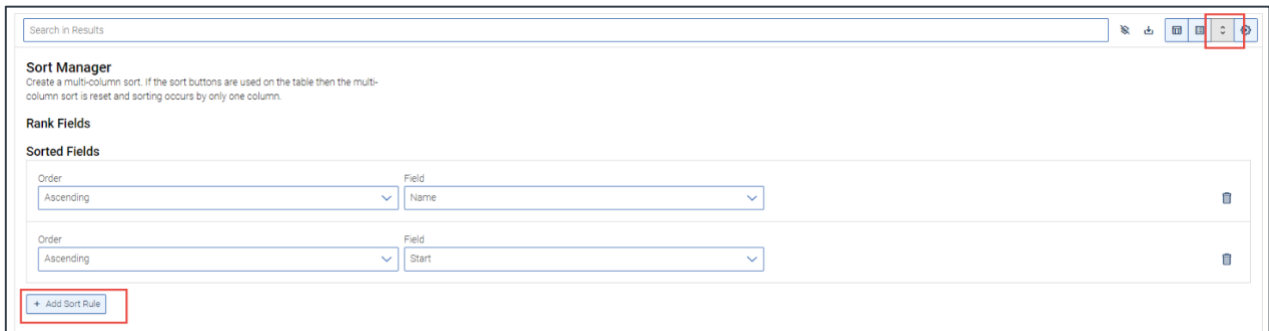 Search in Results
Sort Manager
Create a multi-column sort. If the sort buttons are used on the table then the multi-
column sort is reset and sorting occurs by only one column.
Rank Fields
Sorted Fields
Order Field
Ascending Name
Order Field
Ascending Start
+ Add Sort Rule